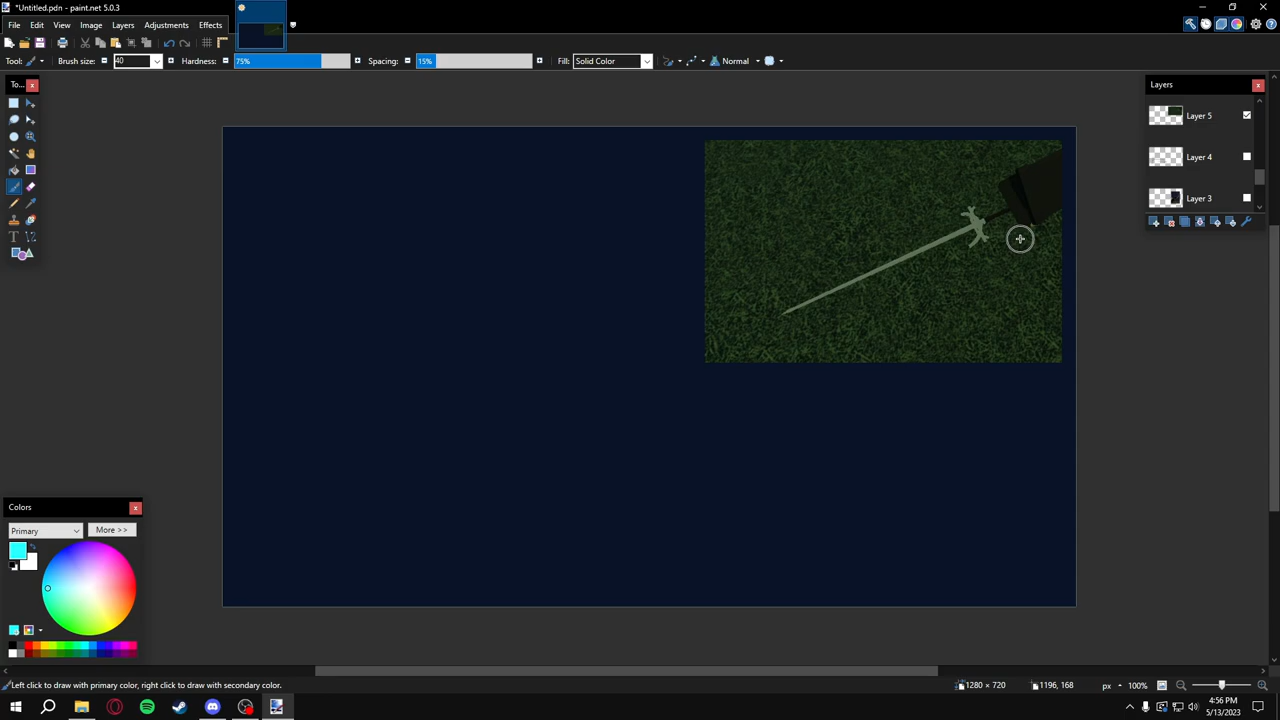 *Untitled.pdn - paint.net 5.0.3
File Edit View Image Layers Adjustments Effects
Tool: Brush size: 40 Hardness: 75% Spacing: 15% Fill: Solid Color Normal
To...
Layers
Layer 5
Layer 4
Layer 3
Colors
Primary More >>
Left click to draw with primary color, right click to draw with secondary color. 1280 × 720 1196, 168 px 100%
4:56 PM
5/13/2023